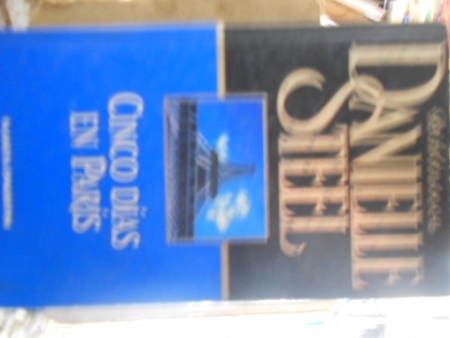 DANIELLE
STEEL
CINCO DÍAS
EN PARÍS